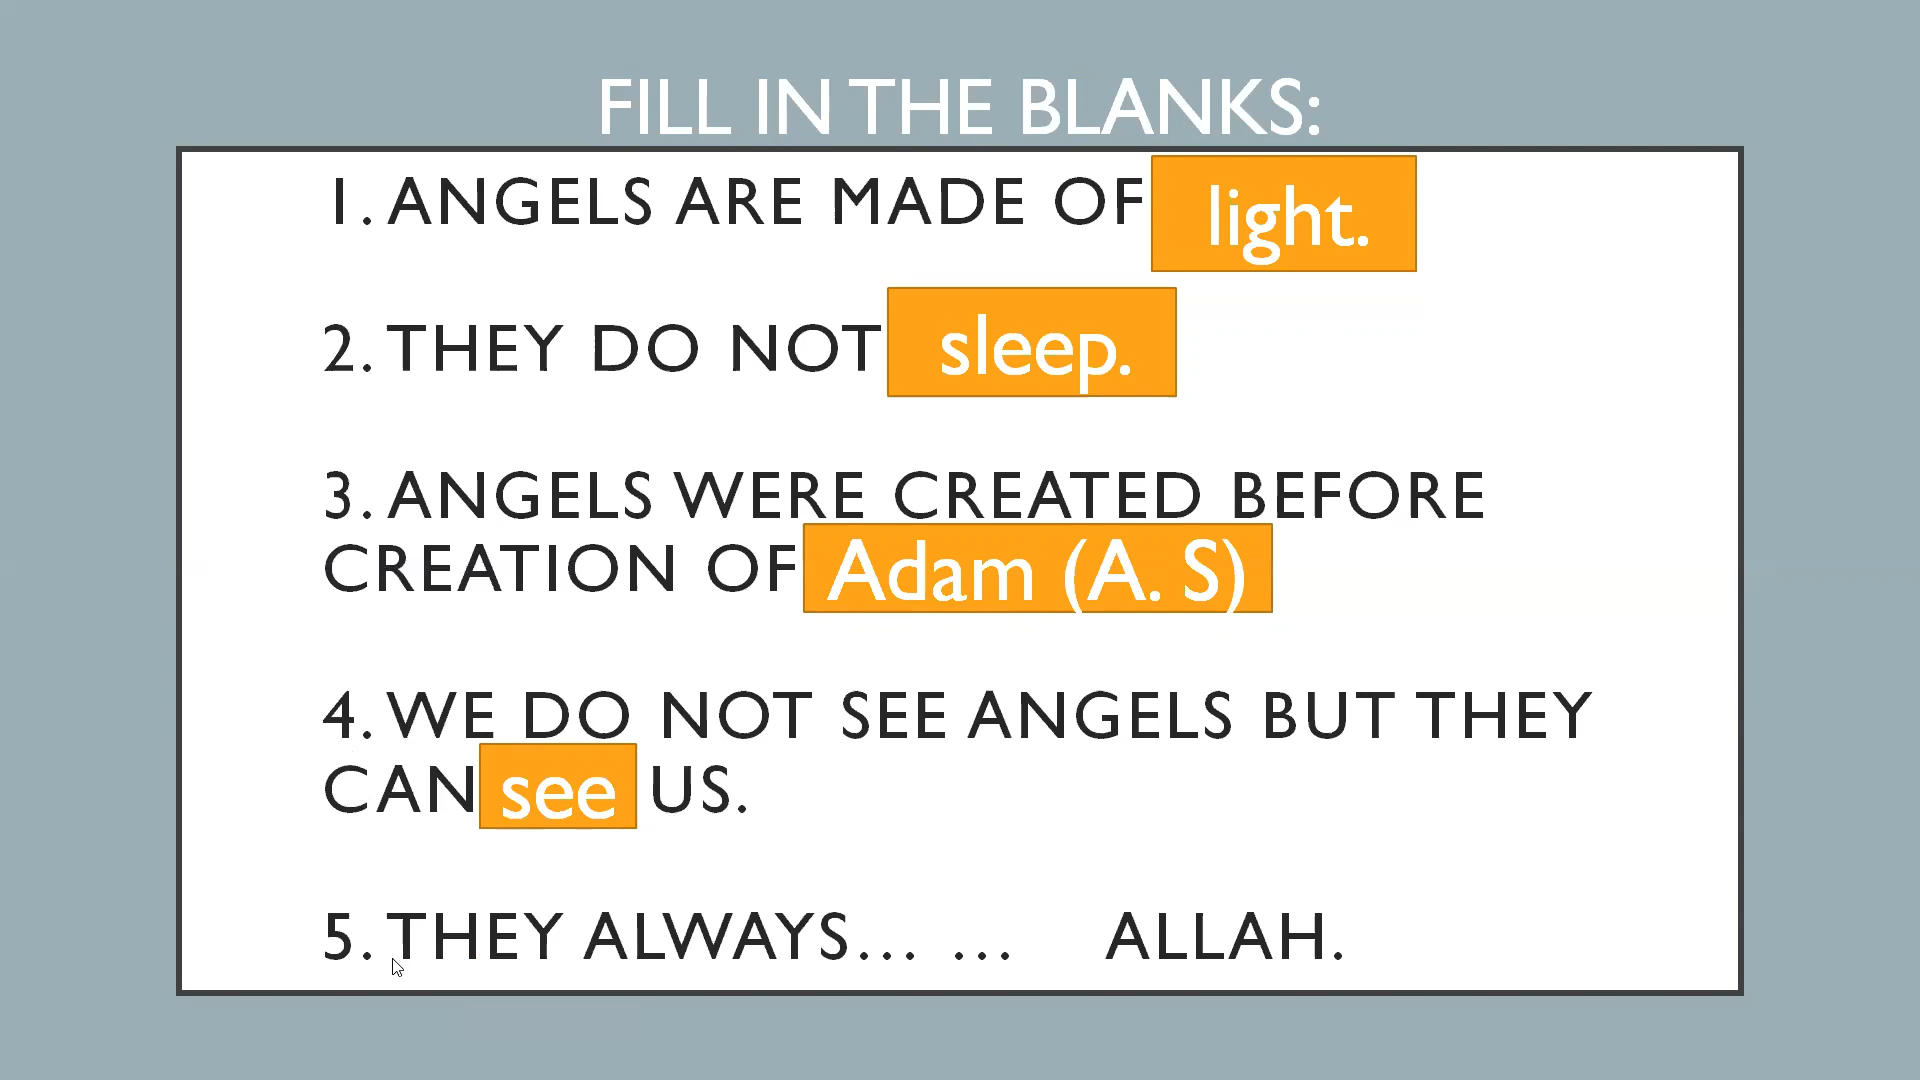 FILL IN THE BLANKS:
1. ANGELS ARE MADE OF light.
2. THEY DO NOT sleep.
3. ANGELS WERE CREATED BEFORE
CREATION OF Adam (A. S)
4. WE DO NOT SEE ANGELS BUT THEY
CAN see US.
5. THEY ALWAYS... ... ALLAH.